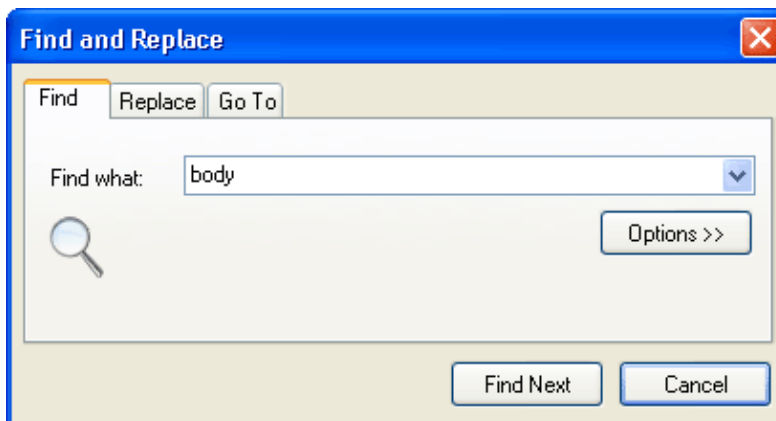 Find and Replace
Find Replace Go To
Find what: body
Options >>
Find Next Cancel